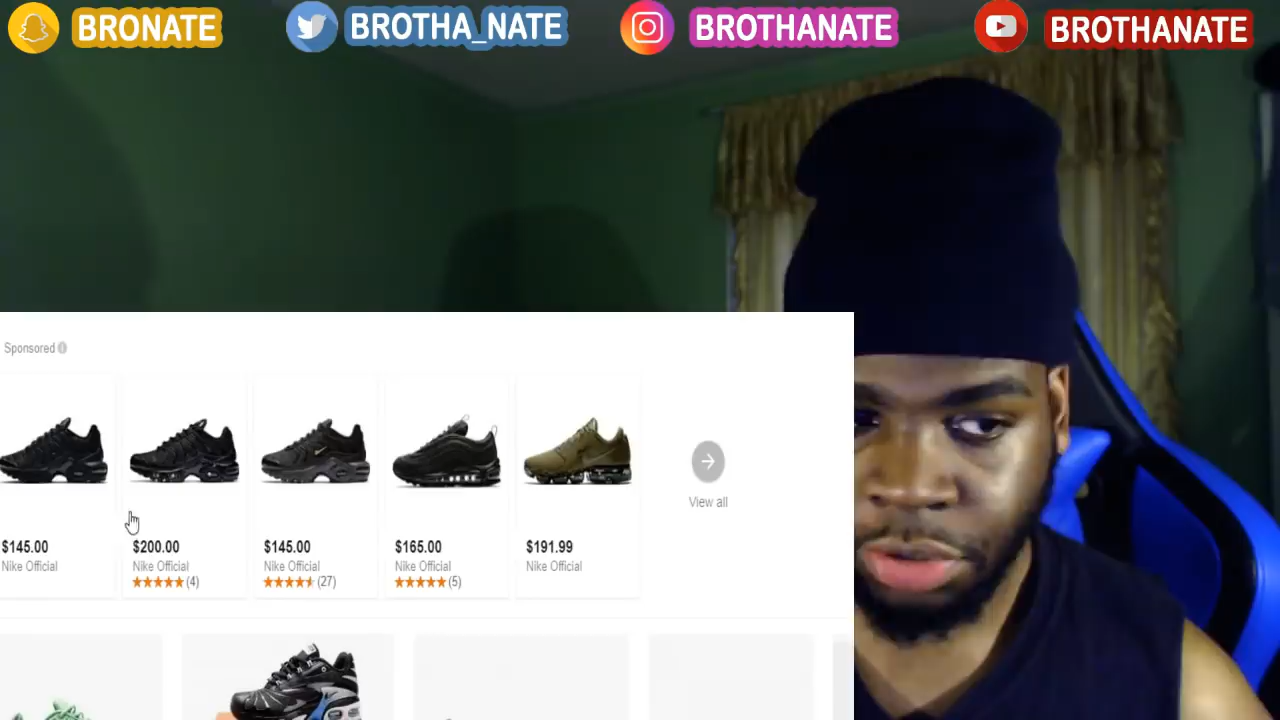 BRONATE
BROTHA_NATE
BROTHANATE
BROTHANATE
Sponsored
$145.00 $200.00 $145.00 $165.00 $191.99
Nike Official Nike Official Nike Official Nike Official Nike Official
(4) (27) (5)
View all